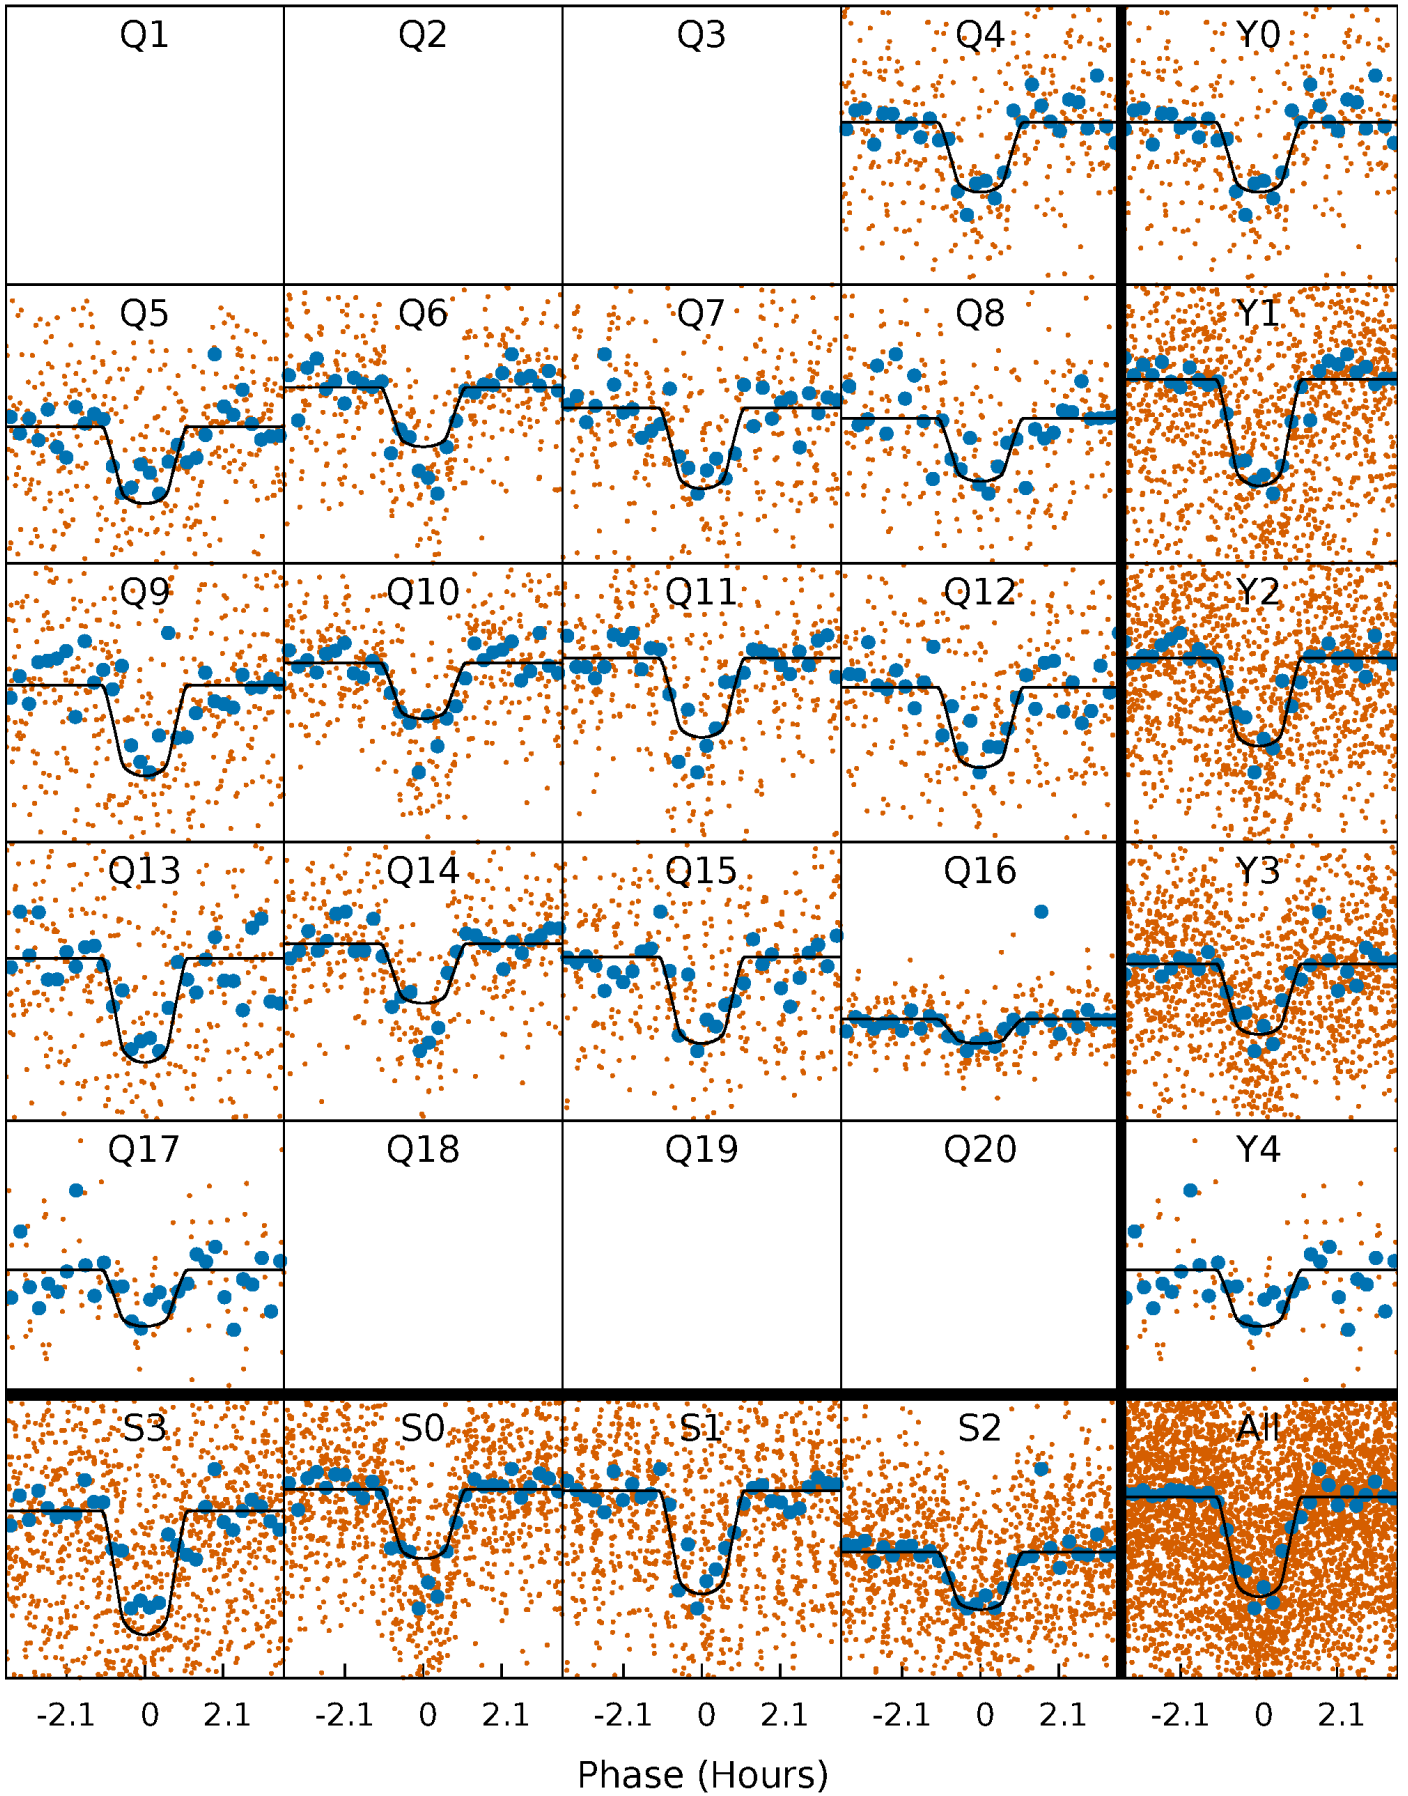 Q1 Q2 Q3 Q4 Y0
Q5 Q6 Q7 Q8 Y1
Q9 Q10 Q11 Q12 Y2
Q13 Q14 Q15 Q16 Y3
Q17 Q18 Q19 Q20 Y4
S3 S0 S1 S2 All
-2.1 0 2.1 -2.1 0 2.1 -2.1 0 2.1 -2.1 0 2.1 -2.1 0 2.1
Phase (Hours)